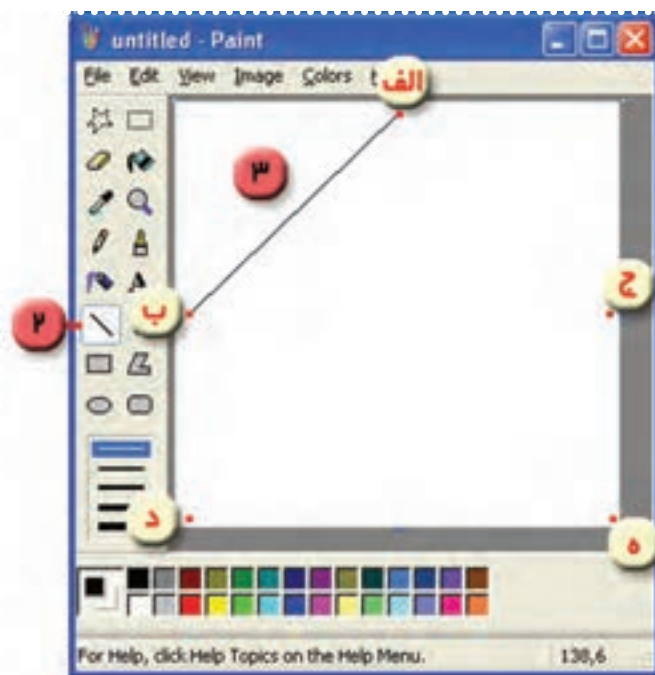 untitled - Paint
File Edit View Image Colors
الف
۳
ب
ج
۲
د
ه
For Help, click Help Topics on the Help Menu.
138,6